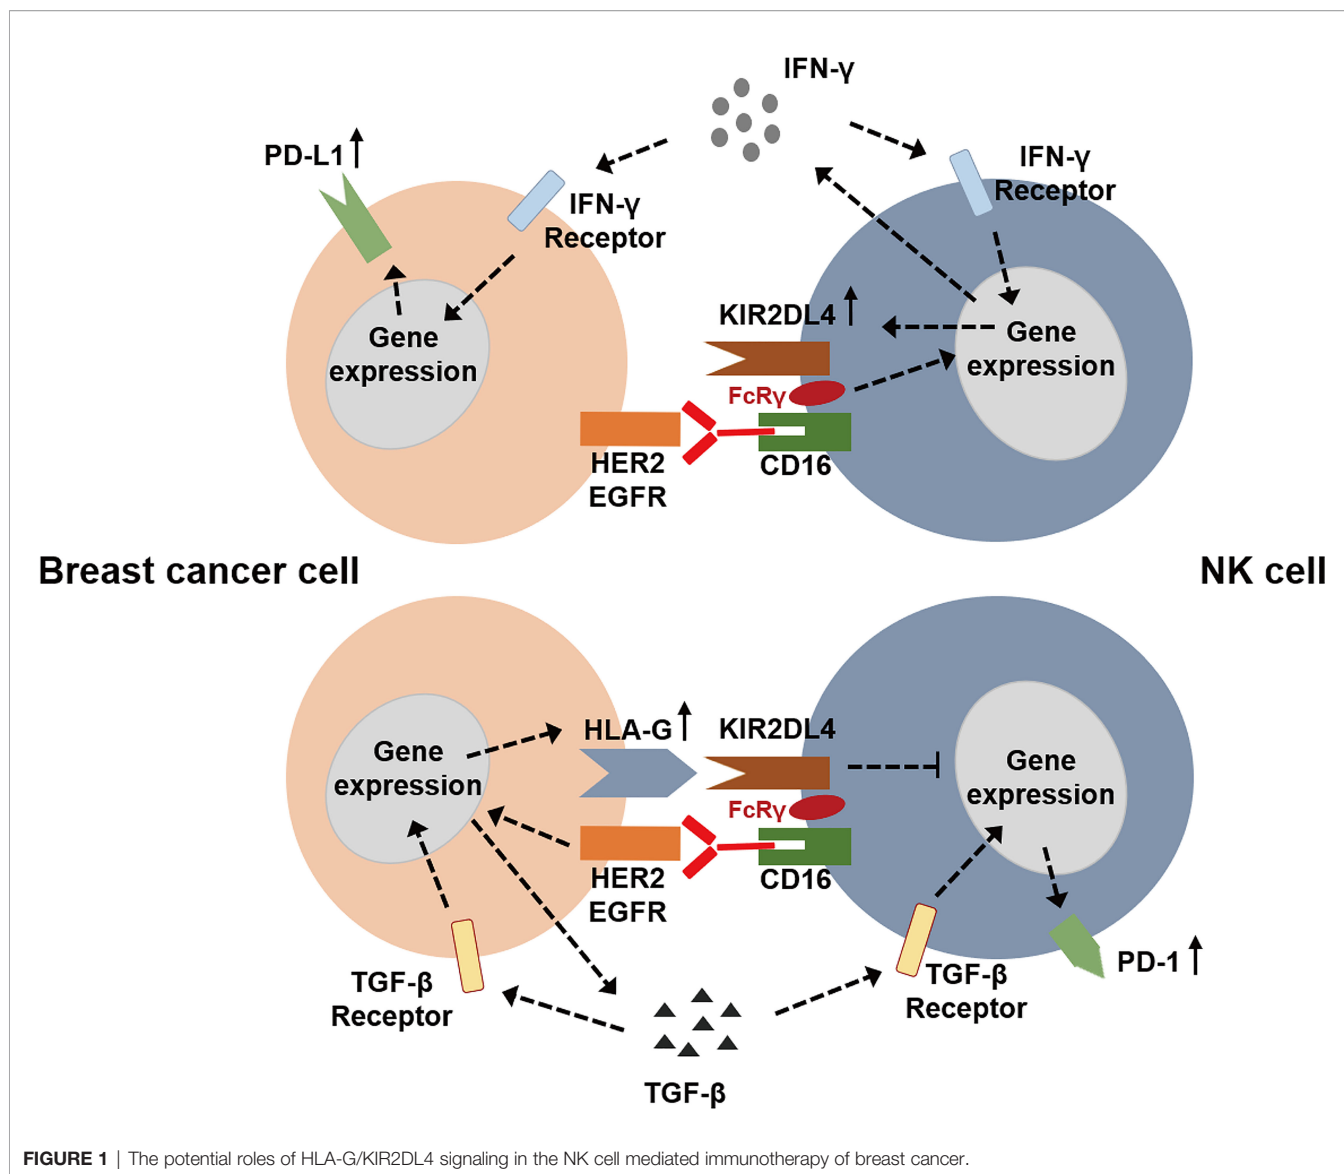 IFN-γ
PD-L1
IFN-γ
Receptor
IFN-γ
Receptor
KIR2DL4
Gene
expression
Gene
expression
FcRγ
HER2
EGFR
CD16
Breast cancer cell
NK cell
HLA-G
KIR2DL4
Gene
expression
Gene
expression
FcRγ
HER2
EGFR
CD16
TGF-β
Receptor
TGF-β
Receptor
PD-1
TGF-β
FIGURE 1 | The potential roles of HLA-G/KIR2DL4 signaling in the NK cell mediated immunotherapy of breast cancer.